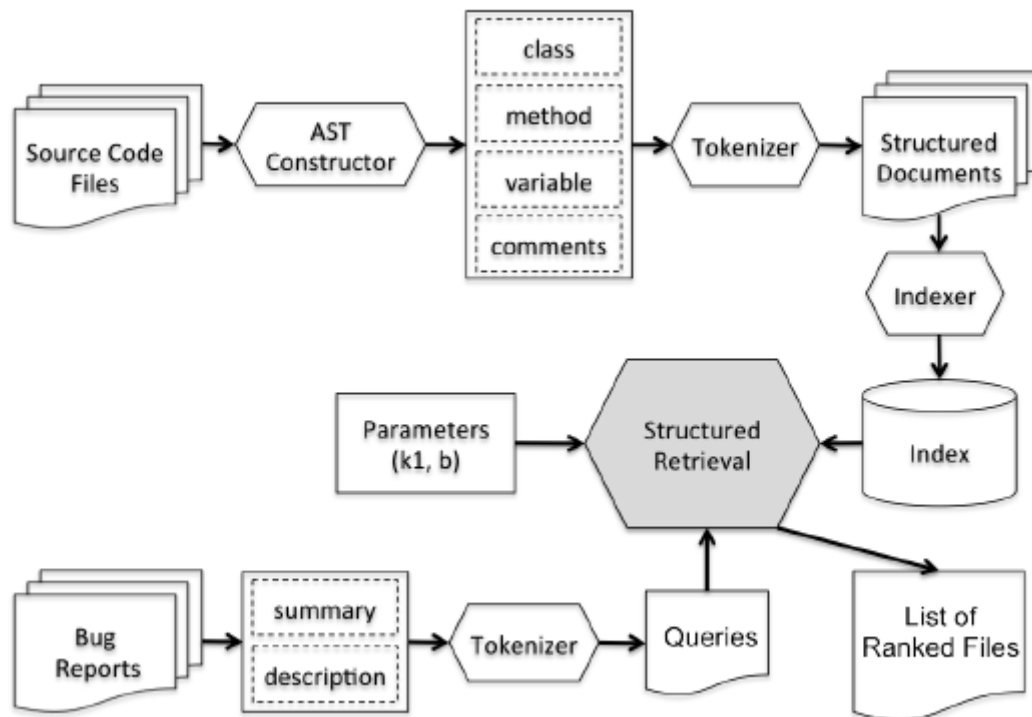 class
method
variable
comments
Source Code
Files
AST
Constructor
Tokenizer
Structured
Documents
Indexer
Parameters
(k1, b)
Structured
Retrieval
Index
Bug
Reports
summary
description
Tokenizer
Queries
List of
Ranked Files